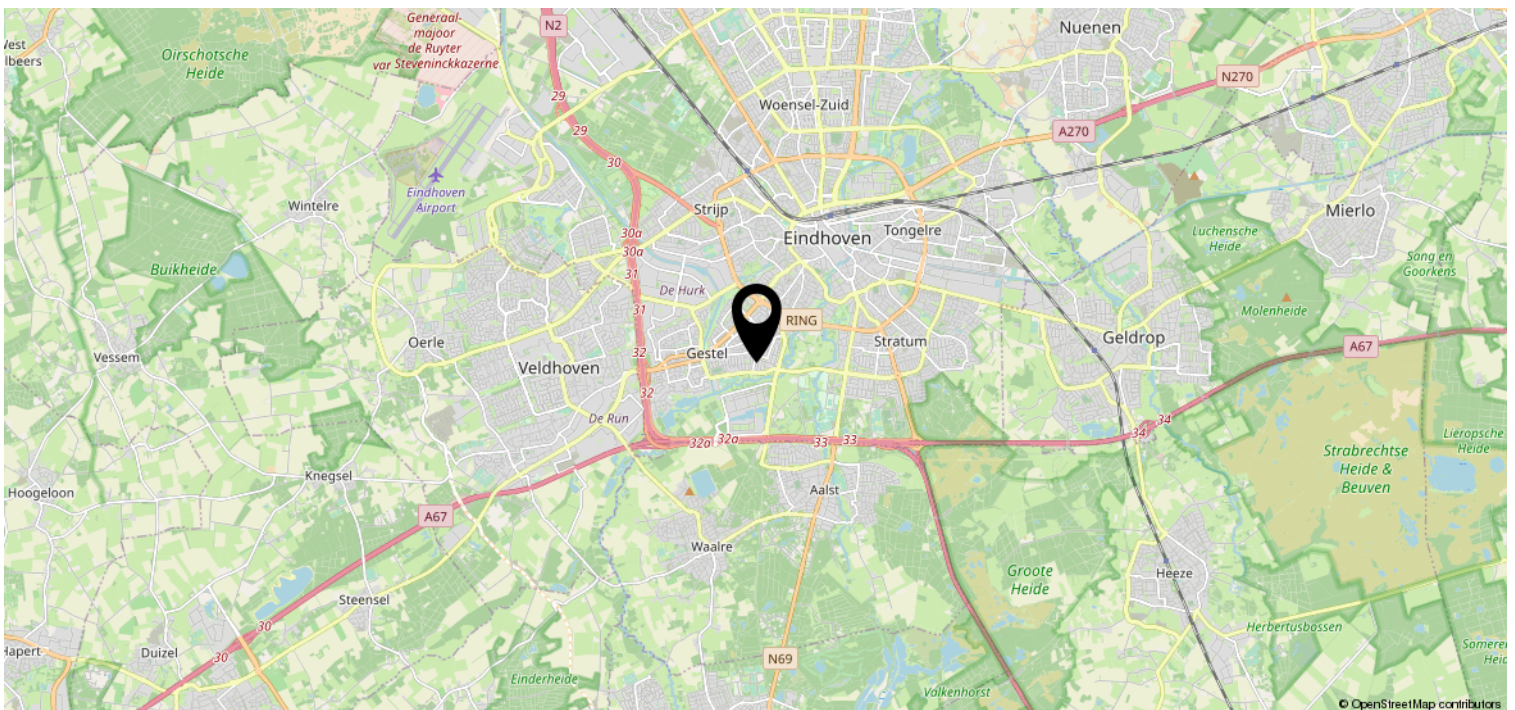 N2
Generaal-
majoor
de Ruyter
var Steveninckkazerne
Oirschotsche
Heide
Vest
lbeers
Nuenen
N270
29
Woensel-Zuid
29
A270
30
Eindhoven
Airport
Wintelre
Strijp
Mierlo
30a
Eindhoven
Tongelre
Luchensche
Heide
30a
Buikheide
31
Sang en
Goorkens
De Hurk
31
RING
Molenheide
Oerle
Stratum
Geldrop
A67
Vessem
32
Gestel
Veldhoven
32
De Run
34
34
32a
32a
33
33
Lieropsche
Heide
Strabrechtse
Heide &
Beuven
Knegsel
Hoogeloon
Aalst
A67
Waalre
Groote
Heide
Heeze
Steensel
30
Herbertusbossen
Hapert
Duizel
30
N69
Someren
Heid
Einderheide
Valkenhorst
© OpenStreetMap contributors